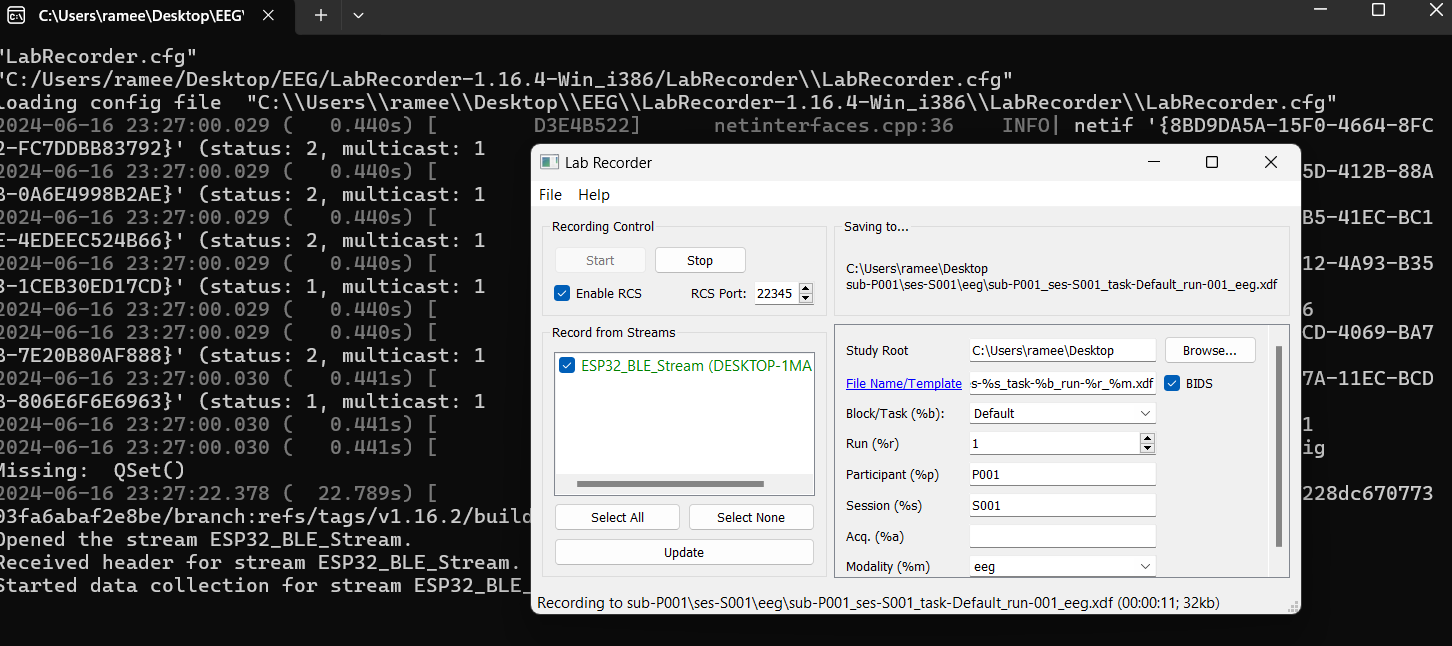 C:\Users\ramee\Desktop\EEG\
"LabRecorder.cfg"
"C:/Users/ramee/Desktop/EEG/LabRecorder-1.16.4-Win_i386/LabRecorder\\LabRecorder.cfg"
loading config file "C:\\Users\\ramee\\Desktop\\EEG\\LabRecorder-1.16.4-Win_i386\\LabRecorder\\LabRecorder.cfg"
2024-06-16 23:27:00.029 ( 0.440s) [ D3E4B522] netinterfaces.cpp:36 INFO| netif '{8BD9DA5A-15F0-4664-8FC
2-FC7DDBB83792}' (status: 2, multicast: 1
2024-06-16 23:27:00.029 ( 0.440s) [ 5D-412B-88A
B-0A6E4998B2AE}' (status: 2, multicast: 1
2024-06-16 23:27:00.029 ( 0.440s) [ B5-41EC-BC1
E-4EDEEC524B66}' (status: 2, multicast: 1
2024-06-16 23:27:00.029 ( 0.440s) [ 12-4A93-B35
B-1CEB30ED17CD}' (status: 1, multicast: 1
2024-06-16 23:27:00.029 ( 0.440s) [ 6
2024-06-16 23:27:00.029 ( 0.440s) [ CD-4069-BA7
B-7E20B80AF888}' (status: 2, multicast: 1
2024-06-16 23:27:00.030 ( 0.441s) [ 7A-11EC-BCD
B-806E6F6E6963}' (status: 1, multicast: 1
2024-06-16 23:27:00.030 ( 0.441s) [ 1
2024-06-16 23:27:00.030 ( 0.441s) [ ig
Missing: QSet()
2024-06-16 23:27:22.378 ( 22.789s) [ 228dc670773
03fa6abaf2e8be/branch:refs/tags/v1.16.2/build
Opened the stream ESP32_BLE_Stream.
Received header for stream ESP32_BLE_Stream.
Started data collection for stream ESP32_BLE_
Lab Recorder
File Help
Recording Control
Start Stop
Enable RCS RCS Port: 22345
Record from Streams
ESP32_BLE_Stream (DESKTOP-1MA
Select All Select None
Update
Saving to...
C:\Users\ramee\Desktop
sub-P001\ses-S001\eeg\sub-P001_ses-S001_task-Default_run-001_eeg.xdf
Study Root C:\Users\ramee\Desktop Browse...
File Name/Template s-%s_task-%b_run-%r_%m.xdf BIDS
Block/Task (%b): Default
Run (%r) 1
Participant (%p) P001
Session (%s) S001
Acq. (%a)
Modality (%m) eeg
Recording to sub-P001\ses-S001\eeg\sub-P001_ses-S001_task-Default_run-001_eeg.xdf (00:00:11; 32kb)